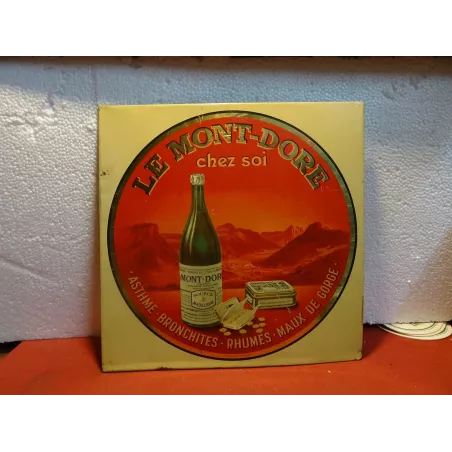 LE MONT-DORE
chez soi
MONT-DORE
ASTHME · BRONCHITES · RHUMES · MAUX DE GORGE ·